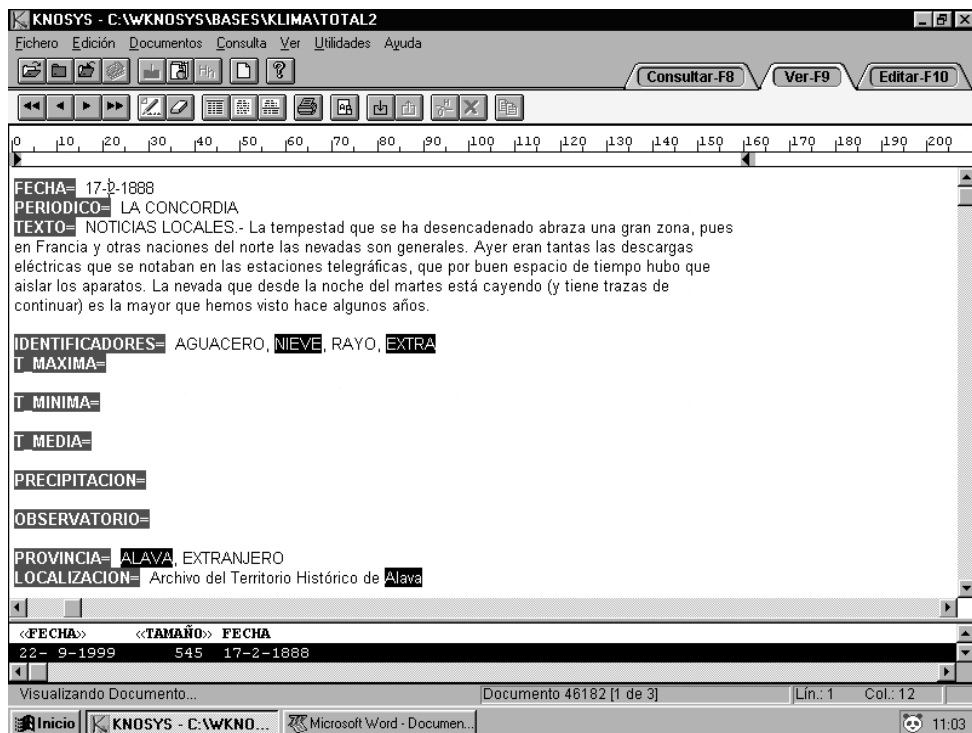 KNOSYS - C:\WKNOSYS\BASES\KLIMA\TOTAL2
Fichero Edición Documentos Consulta Ver Utilidades Ayuda
Consultar-F8 Ver-F9 Editar-F10
0 10 20 30 40 50 60 70 80 90 100 110 120 130 140 150 160 170 180 190 200
FECHA= 17-2-1888
PERIODICO= LA CONCORDIA
TEXTO= NOTICIAS LOCALES.- La tempestad que se ha desencadenado abraza una gran zona, pues
en Francia y otras naciones del norte las nevadas son generales. Ayer eran tantas las descargas
eléctricas que se notaban en las estaciones telegráficas, que por buen espacio de tiempo hubo que
aislar los aparatos. La nevada que desde la noche del martes está cayendo (y tiene trazas de
continuar) es la mayor que hemos visto hace algunos años.
IDENTIFICADORES= AGUACERO, NIEVE, RAYO, EXTRA
T_MAXIMA=
T_MINIMA=
T_MEDIA=
PRECIPITACION=
OBSERVATORIO=
PROVINCIA= ALAVA, EXTRANJERO
LOCALIZACION= Archivo del Territorio Histórico de Alava
«FECHA» «TAMAÑO» FECHA
22- 9-1999 545 17-2-1888
Visualizando Documento... Documento 46182 [1 de 3] Lín.: 1 Col.: 12
Inicio KNOSYS - C:\WKNO... Microsoft Word - Documen... 11:03